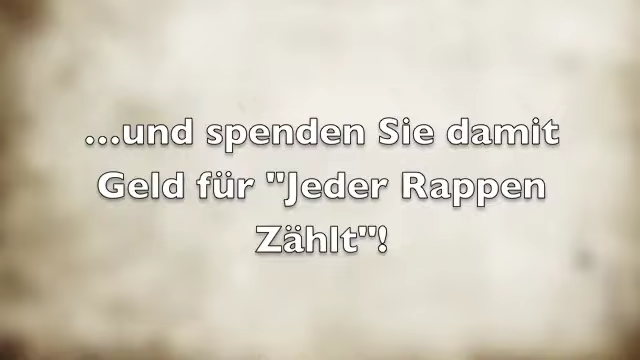 ...und spenden Sie damit
Geld für "Jeder Rappen
Zählt"!